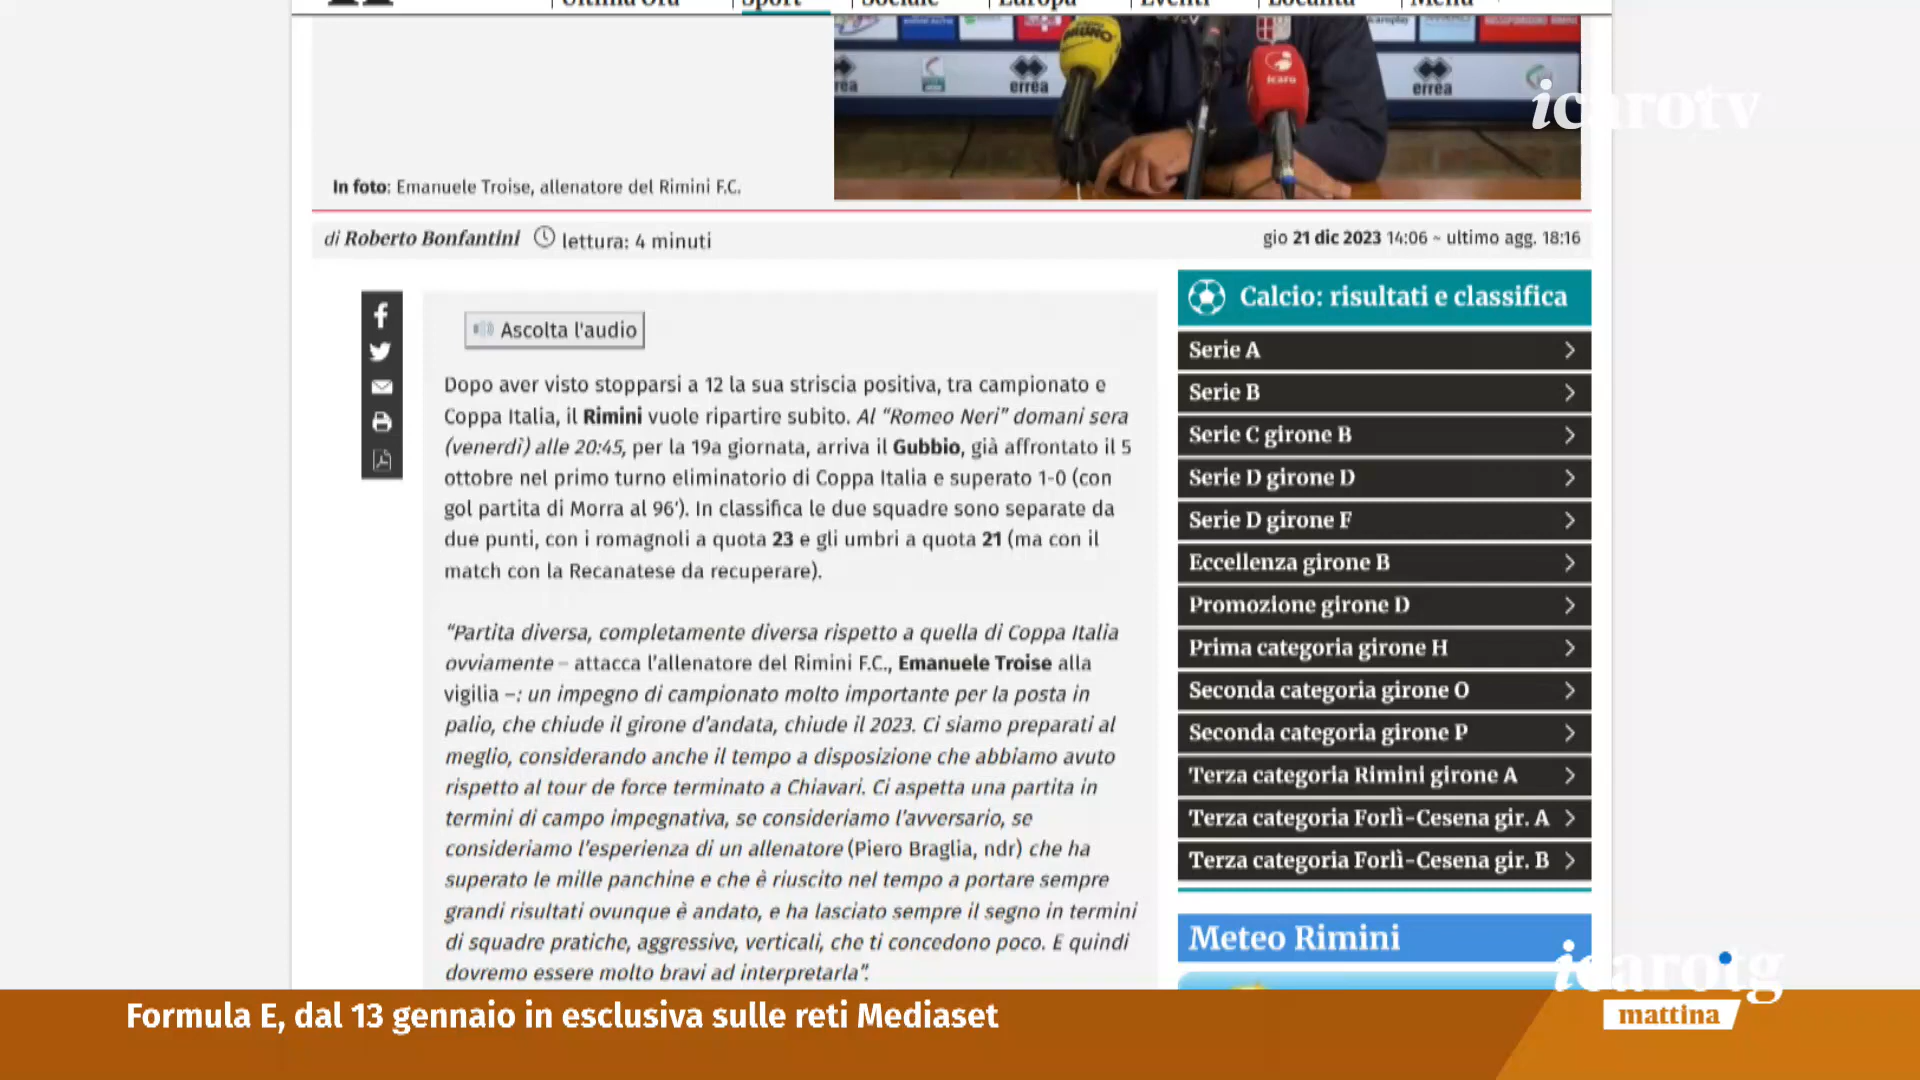 Ultima Ora
Sport
Sociale
Europa
Eventi
Località
Menu
BRUNO
icaro
errea
errea
icarotv
In foto: Emanuele Troise, allenatore del Rimini F.C.
di Roberto Bonfantini lettura: 4 minuti
gio 21 dic 2023 14:06 ~ ultimo agg. 18:16
Ascolta l'audio
Dopo aver visto stopparsi a 12 la sua striscia positiva, tra campionato e
Coppa Italia, il Rimini vuole ripartire subito. Al “Romeo Neri” domani sera
(venerdì) alle 20:45, per la 19a giornata, arriva il Gubbio, già affrontato il 5
ottobre nel primo turno eliminatorio di Coppa Italia e superato 1-0 (con
gol partita di Morra al 96'). In classifica le due squadre sono separate da
due punti, con i romagnoli a quota 23 e gli umbri a quota 21 (ma con il
match con la Recanatese da recuperare).
“Partita diversa, completamente diversa rispetto a quella di Coppa Italia
ovviamente – attacca l'allenatore del Rimini F.C., Emanuele Troise alla
vigilia –: un impegno di campionato molto importante per la posta in
palio, che chiude il girone d'andata, chiude il 2023. Ci siamo preparati al
meglio, considerando anche il tempo a disposizione che abbiamo avuto
rispetto al tour de force terminato a Chiavari. Ci aspetta una partita in
termini di campo impegnativa, se consideriamo l'avversario, se
consideriamo l'esperienza di un allenatore (Piero Braglia, ndr) che ha
superato le mille panchine e che è riuscito nel tempo a portare sempre
grandi risultati ovunque è andato, e ha lasciato sempre il segno in termini
di squadre pratiche, aggressive, verticali, che ti concedono poco. E quindi
dovremo essere molto bravi ad interpretarla”.
Calcio: risultati e classifica
Serie A
Serie B
Serie C girone B
Serie D girone D
Serie D girone F
Eccellenza girone B
Promozione girone D
Prima categoria girone H
Seconda categoria girone O
Seconda categoria girone P
Terza categoria Rimini girone A
Terza categoria Forlì-Cesena gir. A
Terza categoria Forlì-Cesena gir. B
Meteo Rimini
icarotg
mattina
Formula E, dal 13 gennaio in esclusiva sulle reti Mediaset